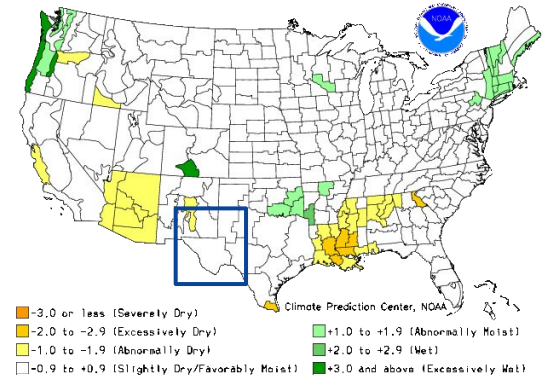 NOAA
Climate Prediction Center, NOAA
-3.0 or less (Severely Dry)
-2.0 to -2.9 (Excessively Dry)
-1.0 to -1.9 (Abnormally Dry)
-0.9 to +0.9 (Slightly Dry/Favorably Moist)
+1.0 to +1.9 (Abnormally Moist)
+2.0 to +2.9 (Wet)
+3.0 and above (Excessively Wet)